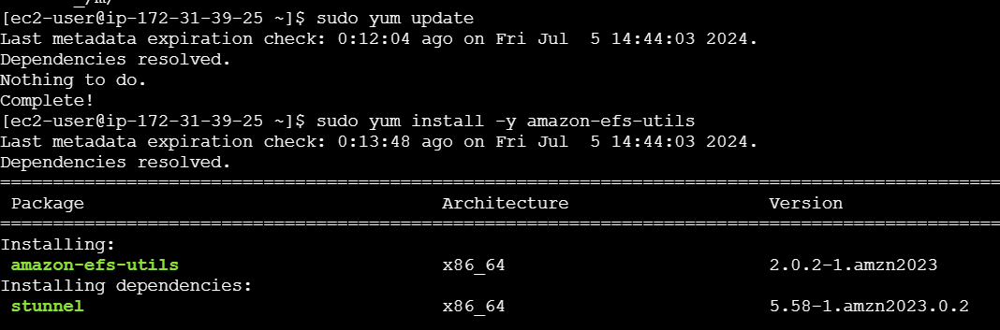 _/m/
[ec2-user@ip-172-31-39-25 ~]$ sudo yum update
Last metadata expiration check: 0:12:04 ago on Fri Jul  5 14:44:03 2024.
Dependencies resolved.
Nothing to do.
Complete!
[ec2-user@ip-172-31-39-25 ~]$ sudo yum install -y amazon-efs-utils
Last metadata expiration check: 0:13:48 ago on Fri Jul  5 14:44:03 2024.
Dependencies resolved.
================================================================================
Package Architecture Version
================================================================================
Installing:
amazon-efs-utils x86_64 2.0.2-1.amzn2023
Installing dependencies:
stunnel x86_64 5.58-1.amzn2023.0.2